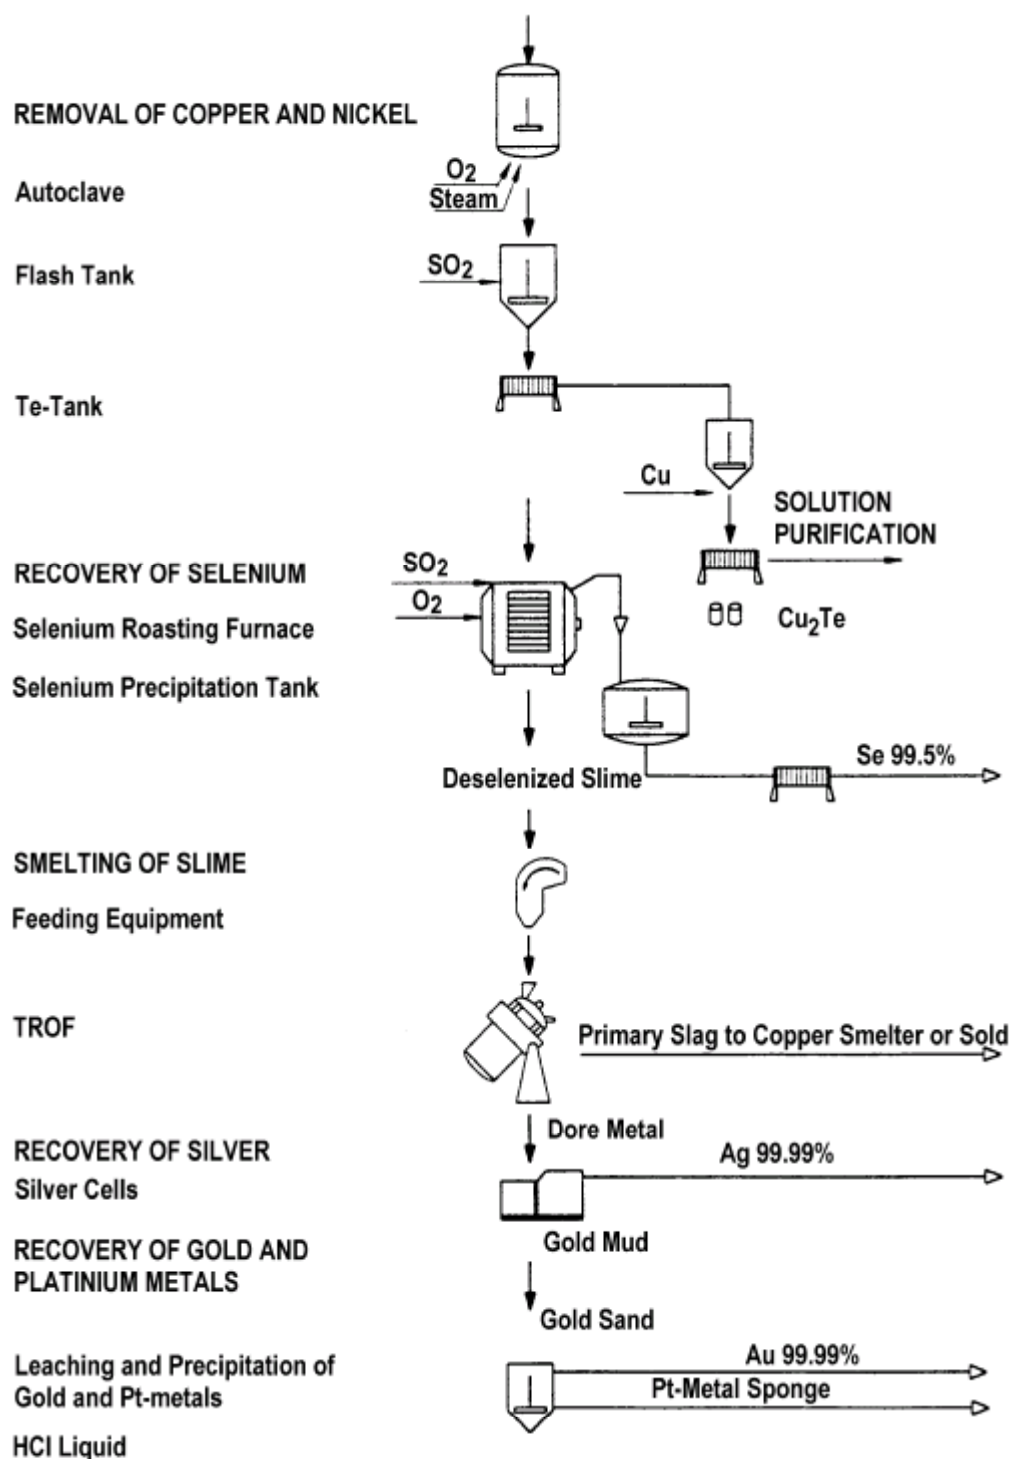 REMOVAL OF COPPER AND NICKEL
O2
Autoclave
Steam
Flash Tank
SO2
Te-Tank
Cu
SOLUTION
PURIFICATION
RECOVERY OF SELENIUM
SO2
O2
Cu2Te
Selenium Roasting Furnace
Selenium Precipitation Tank
Se 99.5%
Deselenized Slime
SMELTING OF SLIME
Feeding Equipment
TROF
Primary Slag to Copper Smelter or Sold
Dore Metal
RECOVERY OF SILVER
Ag 99.99%
Silver Cells
Gold Mud
RECOVERY OF GOLD AND
PLATINIUM METALS
Gold Sand
Leaching and Precipitation of
Gold and Pt-metals
Au 99.99%
Pt-Metal Sponge
HCl Liquid